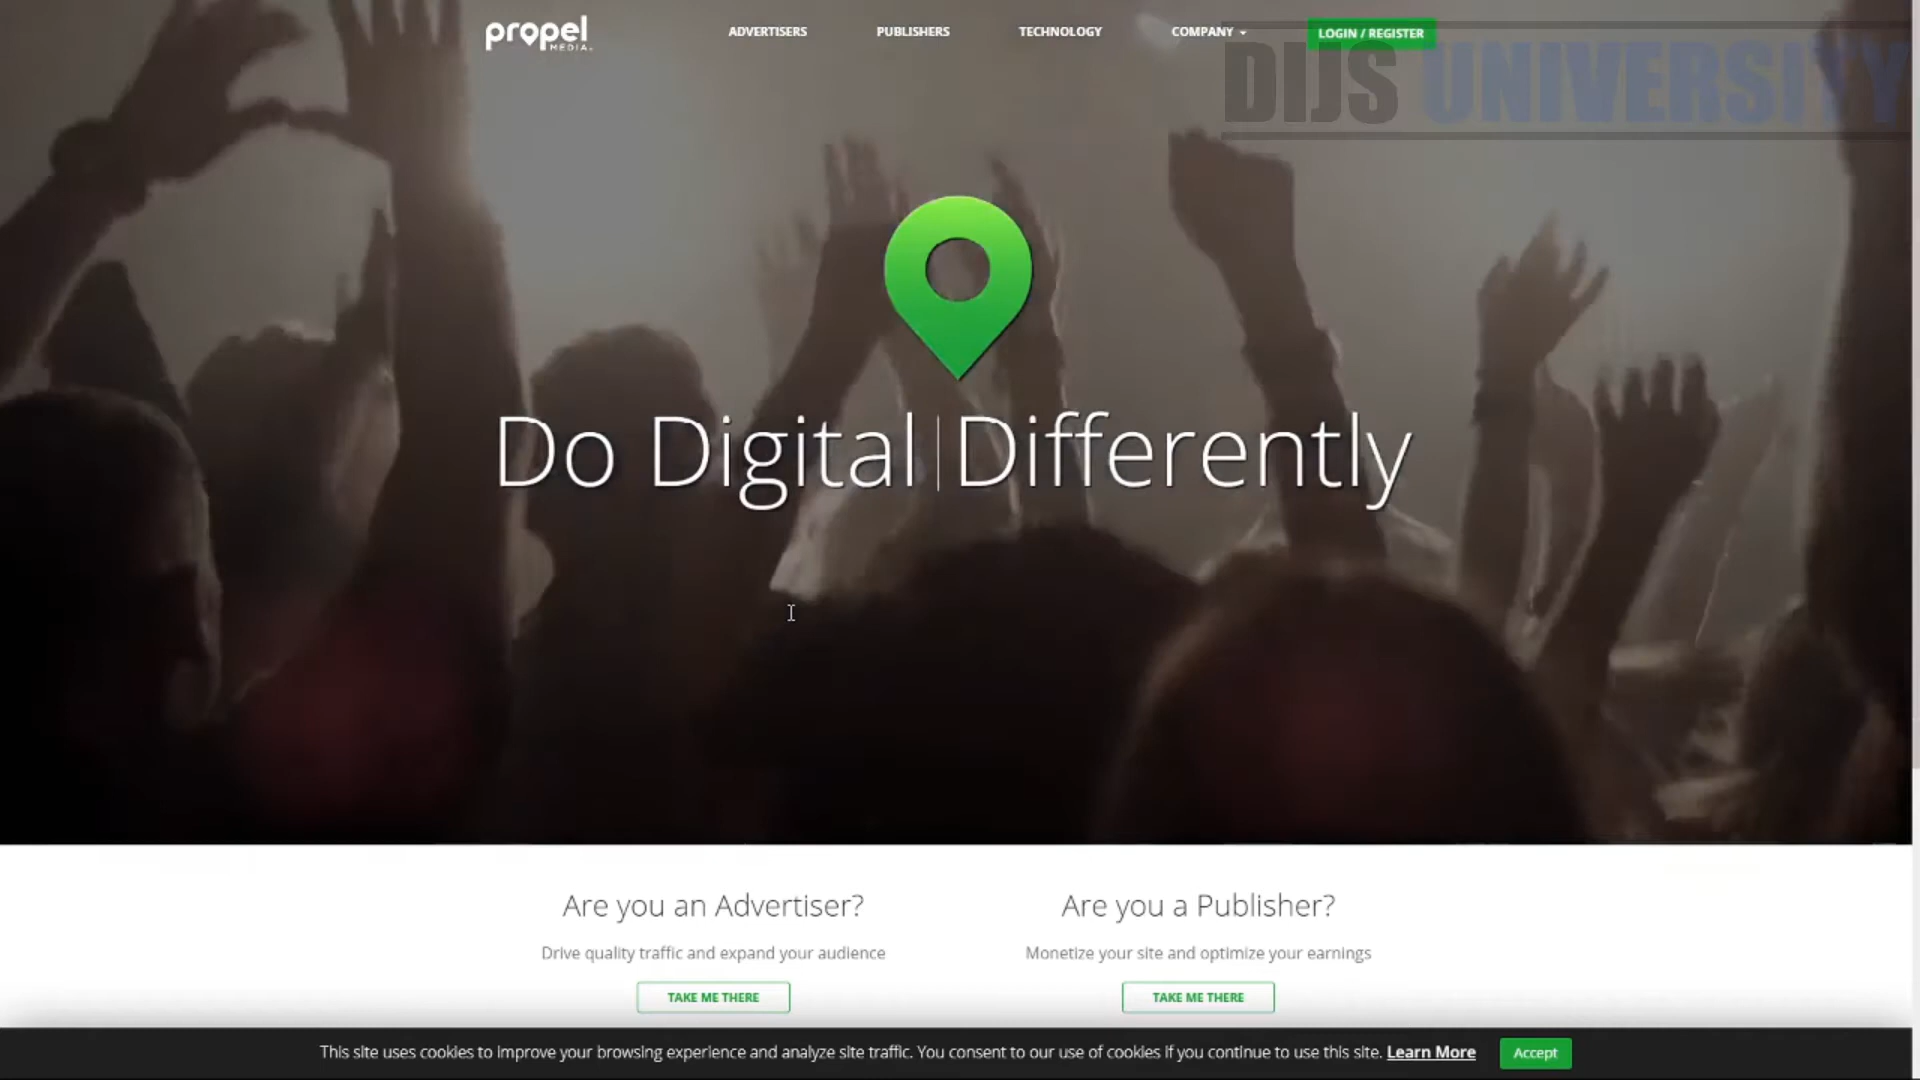 propel
MEDIA.
ADVERTISERS
PUBLISHERS
TECHNOLOGY
COMPANY
LOGIN / REGISTER
DIJS UNIVERSITY
Do Digital|Differently
Are you an Advertiser?
Drive quality traffic and expand your audience
TAKE ME THERE
Are you a Publisher?
Monetize your site and optimize your earnings
TAKE ME THERE
This site uses cookies to improve your browsing experience and analyze site traffic. You consent to our use of cookies if you continue to use this site. Learn More
Accept